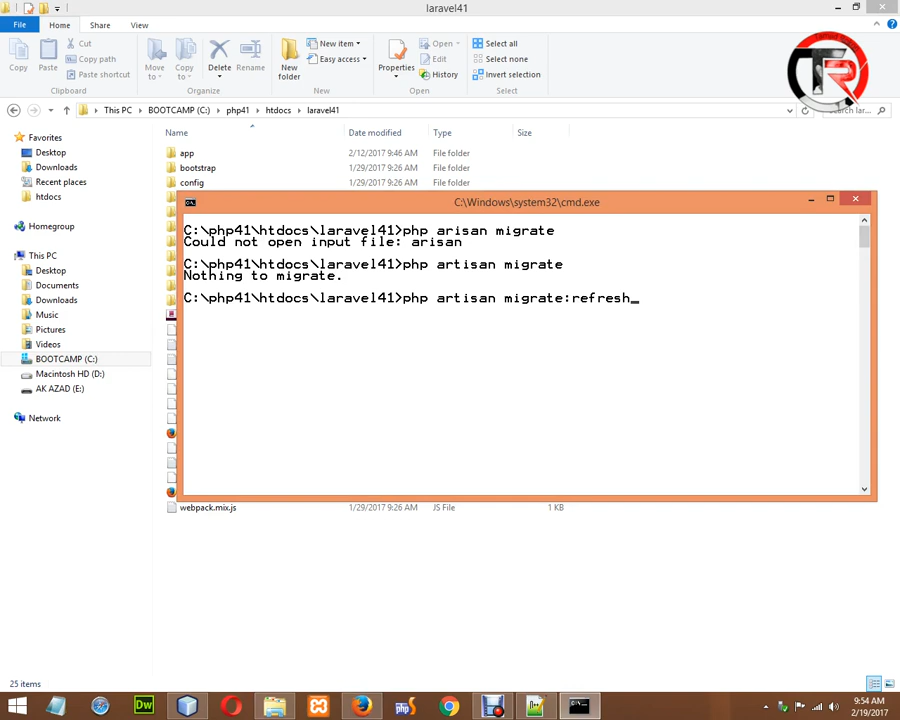 laravel41
File
Home
Share
View
Copy
Paste
Cut
Copy path
Paste shortcut
Clipboard
Move to
Copy to
Delete
Rename
Organize
New folder
New item
Easy access
New
Properties
Open
Edit
History
Open
Select all
Select none
Invert selection
Select
TR
This PC
BOOTCAMP (C:)
php41
htdocs
laravel41
Search lar...
Name
Date modified
Type
Size
Favorites
Desktop
Downloads
Recent places
htdocs
Homegroup
This PC
Desktop
Documents
Downloads
Music
Pictures
Videos
BOOTCAMP (C:)
Macintosh HD (D:)
AK AZAD (E:)
Network
app 2/12/2017 9:46 AM File folder
bootstrap 1/29/2017 9:26 AM File folder
config 1/29/2017 9:26 AM File folder
C:\Windows\system32\cmd.exe
C:\php41\htdocs\laravel41>php arisan migrate
Could not open input file: arisan
C:\php41\htdocs\laravel41>php artisan migrate
Nothing to migrate.
C:\php41\htdocs\laravel41>php artisan migrate:refresh_
webpack.mix.js 1/29/2017 9:26 AM JS File 1 KB
25 items
Dw
9:54 AM
2/19/2017